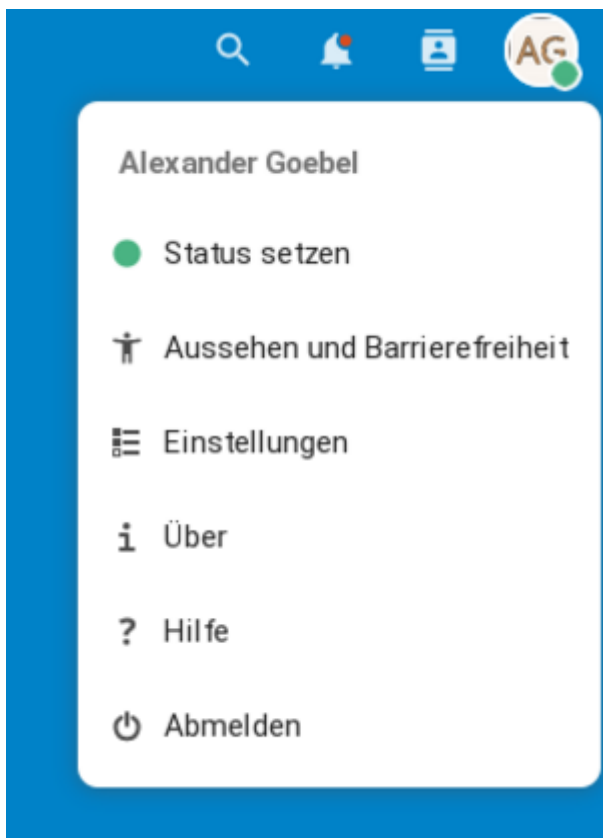 AG
Alexander Goebel
Status setzen
Aussehen und Barrierefreiheit
Einstellungen
Über
Hilfe
Abmelden